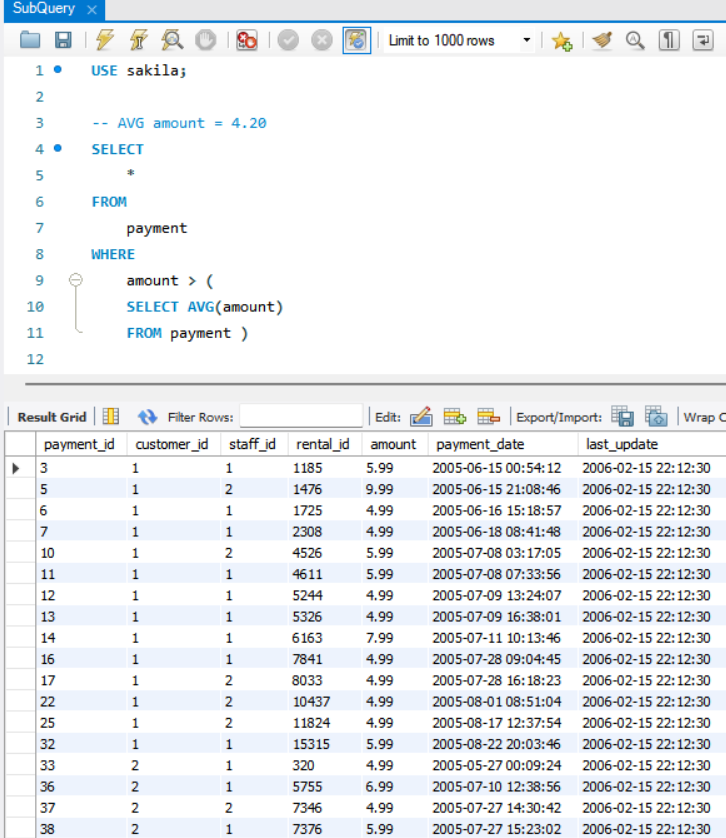 SubQuery ×
Limit to 1000 rows
1 USE sakila;
2
3 -- AVG amount = 4.20
4 SELECT
5 *
6 FROM
7 payment
8 WHERE
9 amount > (
10 SELECT AVG(amount)
11 FROM payment )
12
Result Grid Filter Rows: Edit: Export/Import: Wrap C
payment_id customer_id staff_id rental_id amount payment_date last_update
3 1 1 1185 5.99 2005-06-15 00:54:12 2006-02-15 22:12:30
5 1 2 1476 9.99 2005-06-15 21:08:46 2006-02-15 22:12:30
6 1 1 1725 4.99 2005-06-16 15:18:57 2006-02-15 22:12:30
7 1 1 2308 4.99 2005-06-18 08:41:48 2006-02-15 22:12:30
10 1 2 4526 5.99 2005-07-08 03:17:05 2006-02-15 22:12:30
11 1 1 4611 5.99 2005-07-08 07:33:56 2006-02-15 22:12:30
12 1 1 5244 4.99 2005-07-09 13:24:07 2006-02-15 22:12:30
13 1 1 5326 4.99 2005-07-09 16:38:01 2006-02-15 22:12:30
14 1 1 6163 7.99 2005-07-11 10:13:46 2006-02-15 22:12:30
16 1 1 7841 4.99 2005-07-28 09:04:45 2006-02-15 22:12:30
17 1 2 8033 4.99 2005-07-28 16:18:23 2006-02-15 22:12:30
22 1 2 10437 4.99 2005-08-01 08:51:04 2006-02-15 22:12:30
25 1 2 11824 4.99 2005-08-17 12:37:54 2006-02-15 22:12:30
32 1 1 15315 5.99 2005-08-22 20:03:46 2006-02-15 22:12:30
33 2 1 320 4.99 2005-05-27 00:09:24 2006-02-15 22:12:30
36 2 1 5755 6.99 2005-07-10 12:38:56 2006-02-15 22:12:30
37 2 2 7346 4.99 2005-07-27 14:30:42 2006-02-15 22:12:30
38 2 1 7376 5.99 2005-07-27 15:23:02 2006-02-15 22:12:30